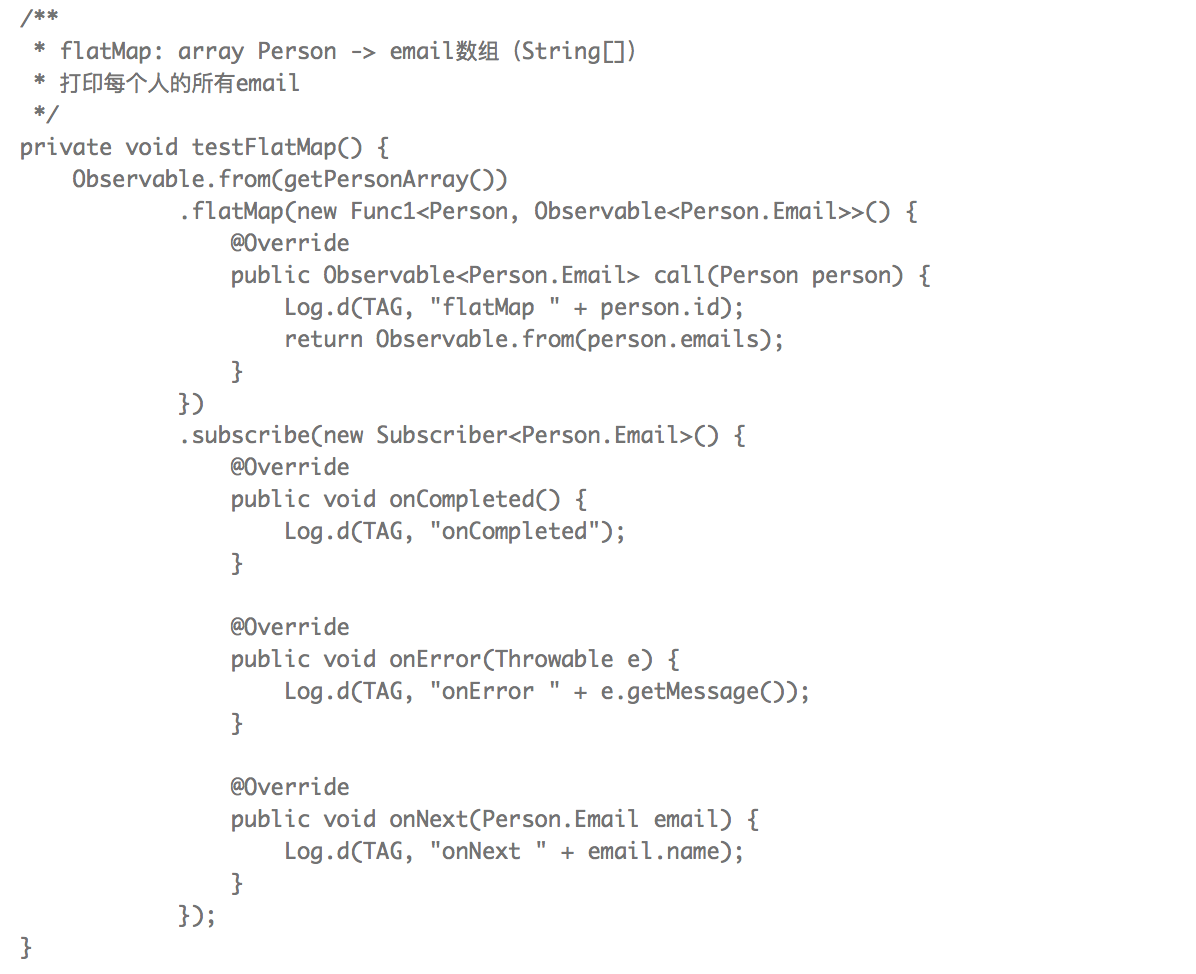 /**
 * flatMap: array Person -> email数组（String[]）
 * 打印每个人的所有email
 */
private void testFlatMap() {
    Observable.from(getPersonArray())
            .flatMap(new Func1<Person, Observable<Person.Email>>() {
                @Override
                public Observable<Person.Email> call(Person person) {
                    Log.d(TAG, "flatMap " + person.id);
                    return Observable.from(person.emails);
                }
            })
            .subscribe(new Subscriber<Person.Email>() {
                @Override
                public void onCompleted() {
                    Log.d(TAG, "onCompleted");
                }

                @Override
                public void onError(Throwable e) {
                    Log.d(TAG, "onError " + e.getMessage());
                }

                @Override
                public void onNext(Person.Email email) {
                    Log.d(TAG, "onNext " + email.name);
                }
            });
}